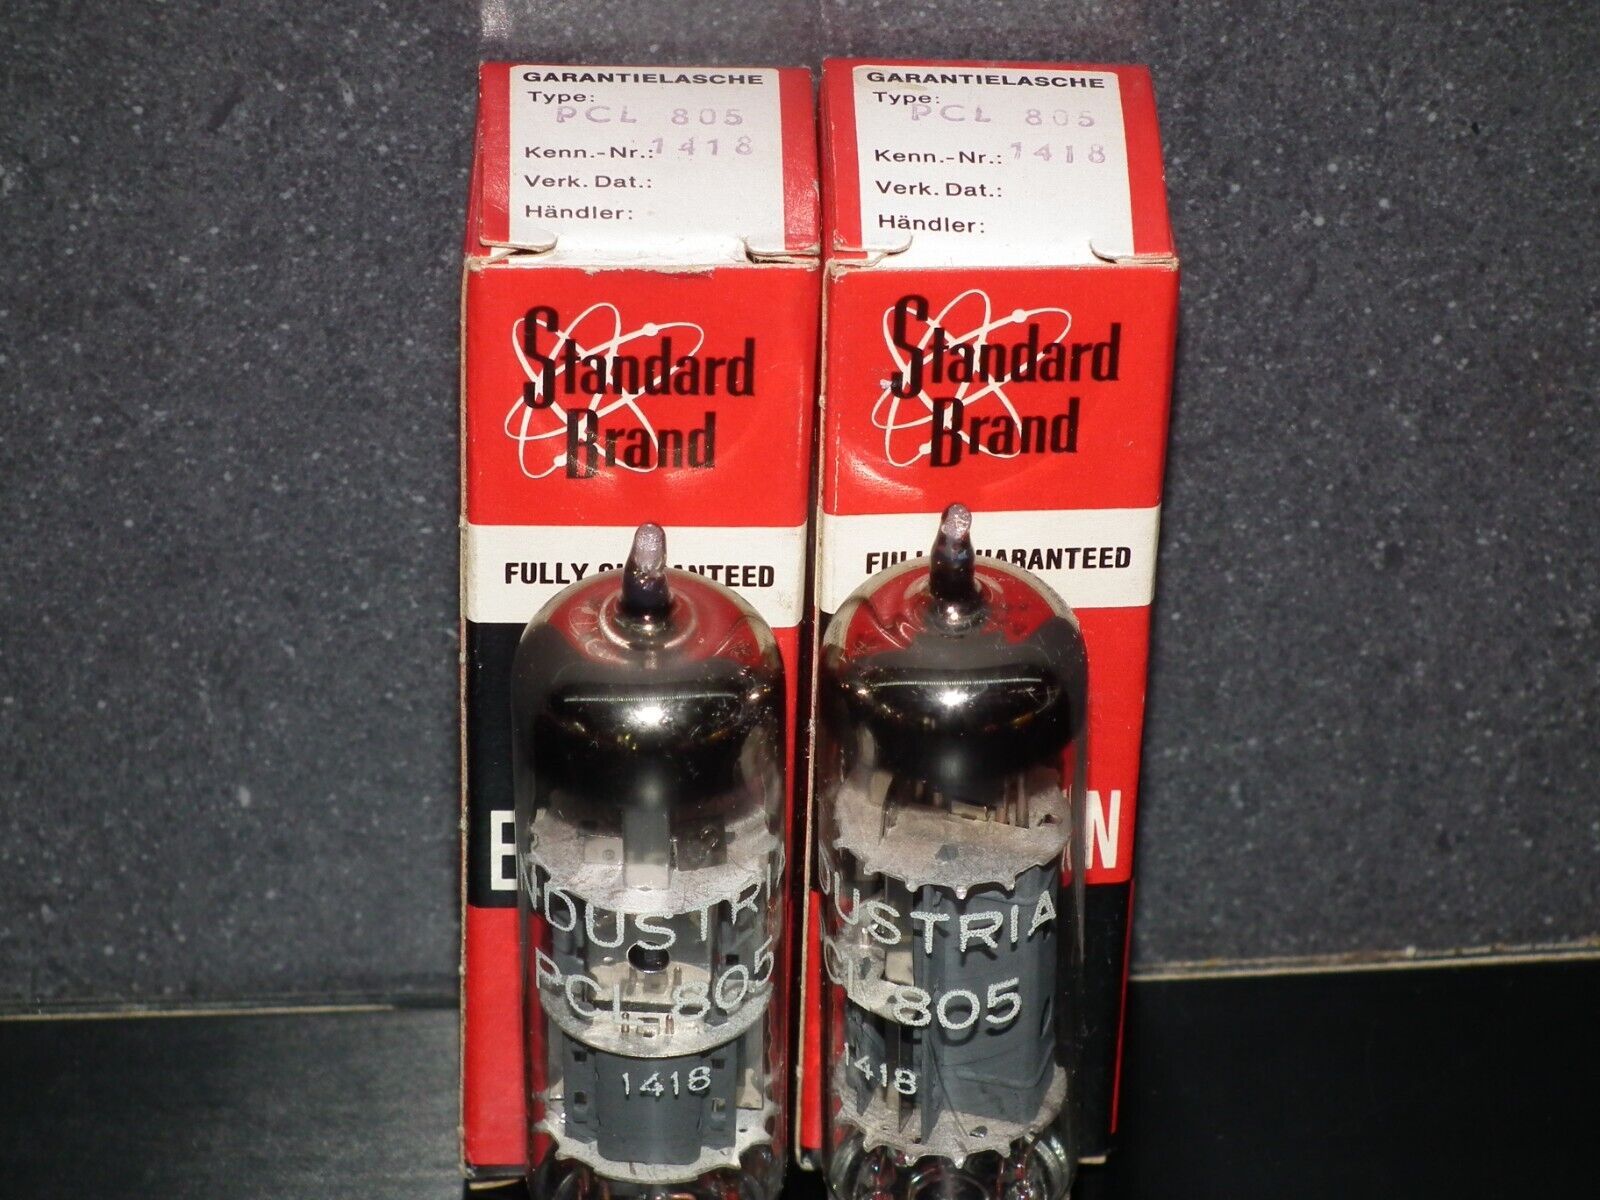 GARANTIELASCHE
Type: PCL 805
Kenn.-Nr.: 1418
Verk. Dat.:
Händler:
Standard
Brand
FULLY
INDUSTRIA
PCL 805
1418
GARANTIELASCHE
Type: PCL 805
Kenn.-Nr.: 1418
Verk. Dat.:
Händler:
Standard
Brand
GUARANTEED
USTRIA
805
1418